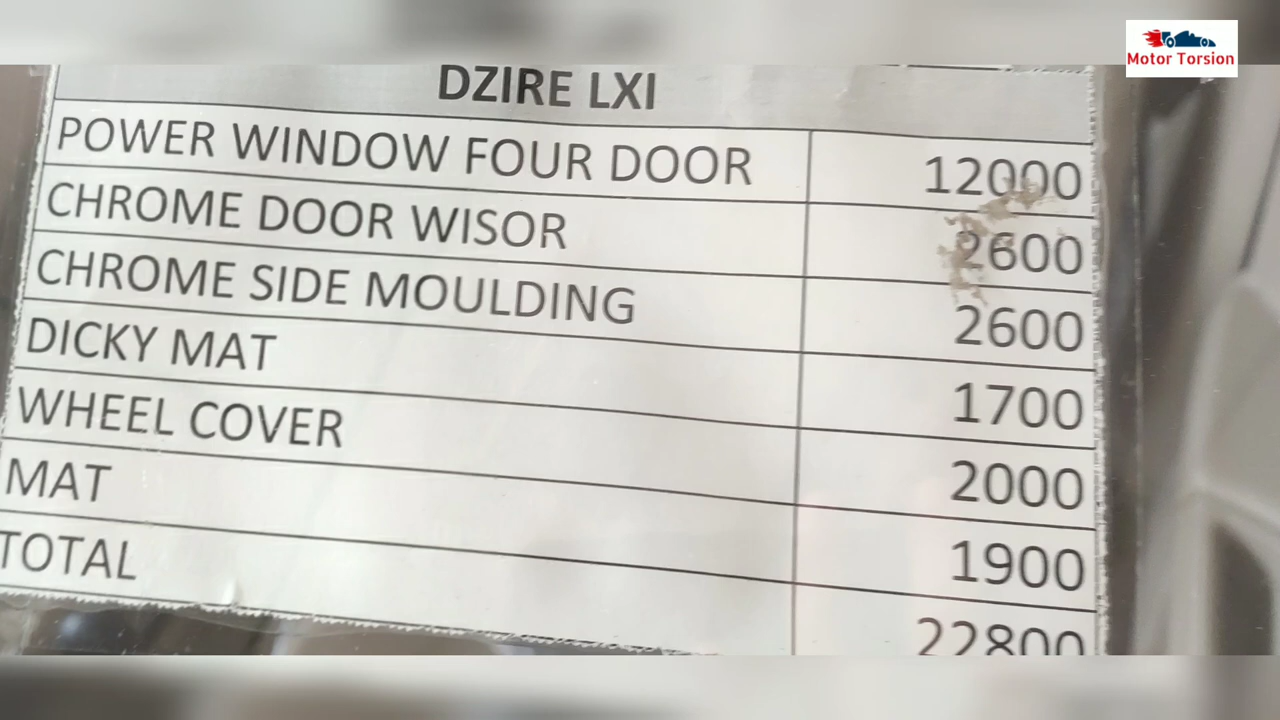 Motor Torsion
DZIRE LXI
POWER WINDOW FOUR DOOR 12000
CHROME DOOR WISOR 2600
CHROME SIDE MOULDING 2600
DICKY MAT 1700
WHEEL COVER 2000
MAT 1900
TOTAL 22800